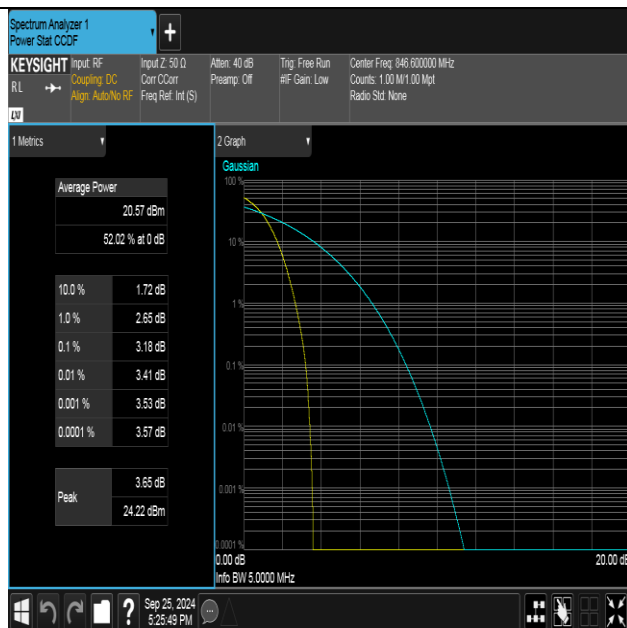 Spectrum Analyzer 1
Power Stat CCDF
+
KEYSIGHT
RL
LXI
Input: RF
Coupling: DC
Align: Auto/No RF
Input Z: 50 Ω
Corr CCorr
Freq Ref: Int (S)
Atten: 40 dB
Preamp: Off
Trig: Free Run
#IF Gain: Low
Center Freq: 846.600000 MHz
Counts: 1.00 M/1.00 Mpt
Radio Std: None
1 Metrics
Average Power
20.57 dBm
52.02 % at 0 dB
10.0 % 1.72 dB
1.0 % 2.65 dB
0.1 % 3.18 dB
0.01 % 3.41 dB
0.001 % 3.53 dB
0.0001 % 3.57 dB
Peak
3.65 dB
24.22 dBm
2 Graph
Gaussian
100 %
10 %
1 %
0.1 %
0.01 %
0.001 %
0.0001 %
0.00 dB
20.00 dB
Info BW 5.0000 MHz
?
Sep 25, 2024
5:25:49 PM